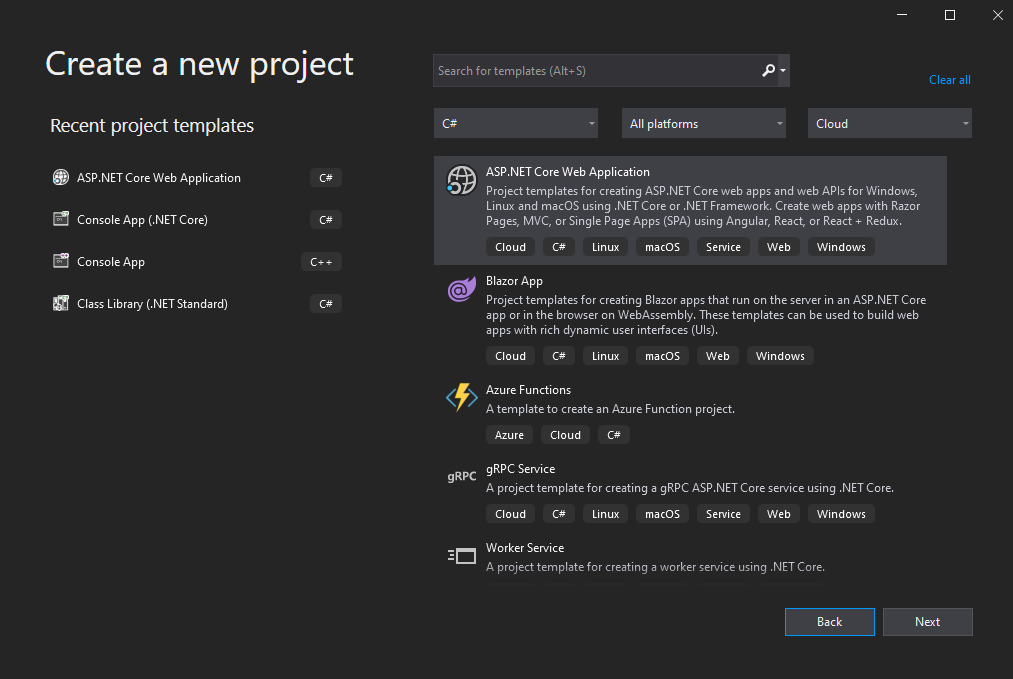 Create a new project
Search for templates (Alt+S)
Clear all
Recent project templates
C#
All platforms
Cloud
ASP.NET Core Web Application
C#
Console App (.NET Core)
C#
Console App
C++
Class Library (.NET Standard)
C#
ASP.NET Core Web Application
Project templates for creating ASP.NET Core web apps and web APIs for Windows,
Linux and macOS using .NET Core or .NET Framework. Create web apps with Razor
Pages, MVC, or Single Page Apps (SPA) using Angular, React, or React + Redux.
Cloud C# Linux macOS Service Web Windows
Blazor App
Project templates for creating Blazor apps that run on the server in an ASP.NET Core
app or in the browser on WebAssembly. These templates can be used to build web
apps with rich dynamic user interfaces (UIs).
Cloud C# Linux macOS Web Windows
Azure Functions
A template to create an Azure Function project.
Azure Cloud C#
gRPC
gRPC Service
A project template for creating a gRPC ASP.NET Core service using .NET Core.
Cloud C# Linux macOS Service Web Windows
Worker Service
A project template for creating a worker service using .NET Core.
Back
Next